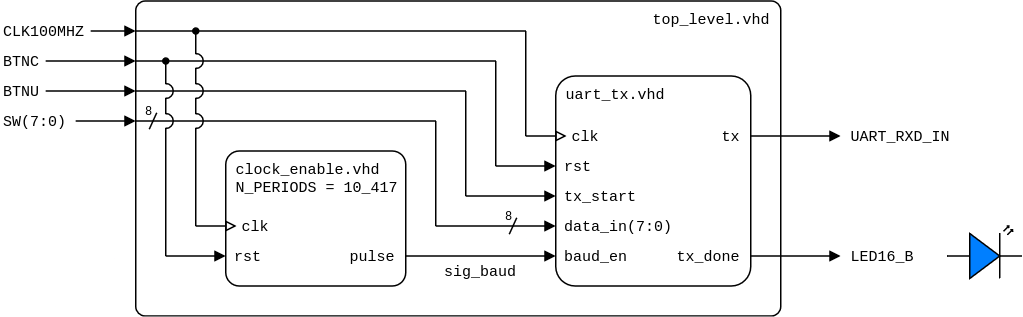 top_level.vhd
CLK100MHZ
BTNC
BTNU
SW(7:0)
8
uart_tx.vhd
clk
tx
rst
tx_start
data_in(7:0)
baud_en
tx_done
8
clock_enable.vhd
N_PERIODS = 10_417
clk
rst
pulse
sig_baud
UART_RXD_IN
LED16_B